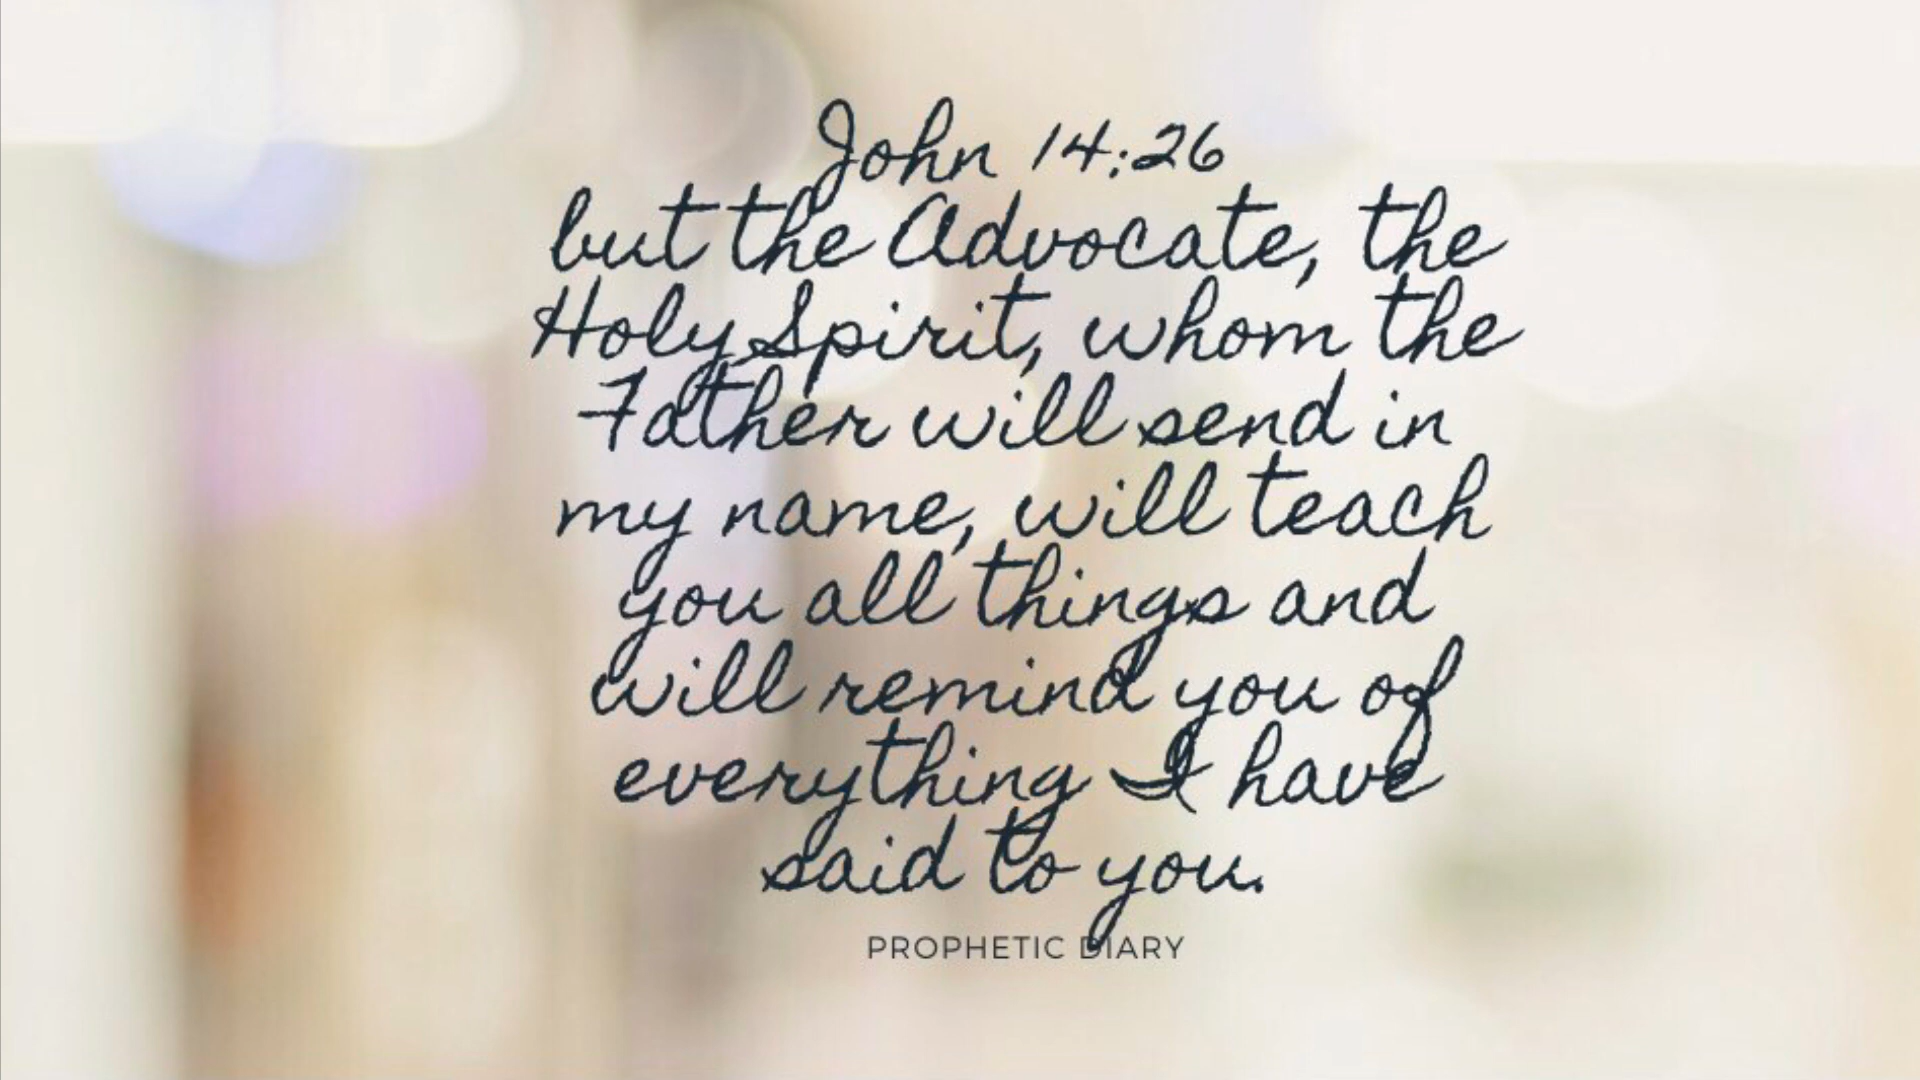 John 14:26
but the Advocate, the
Holy Spirit, whom the
Father will send in
my name, will teach
you all things and
will remind you of
everything I have
said to you.
PROPHETIC DIARY